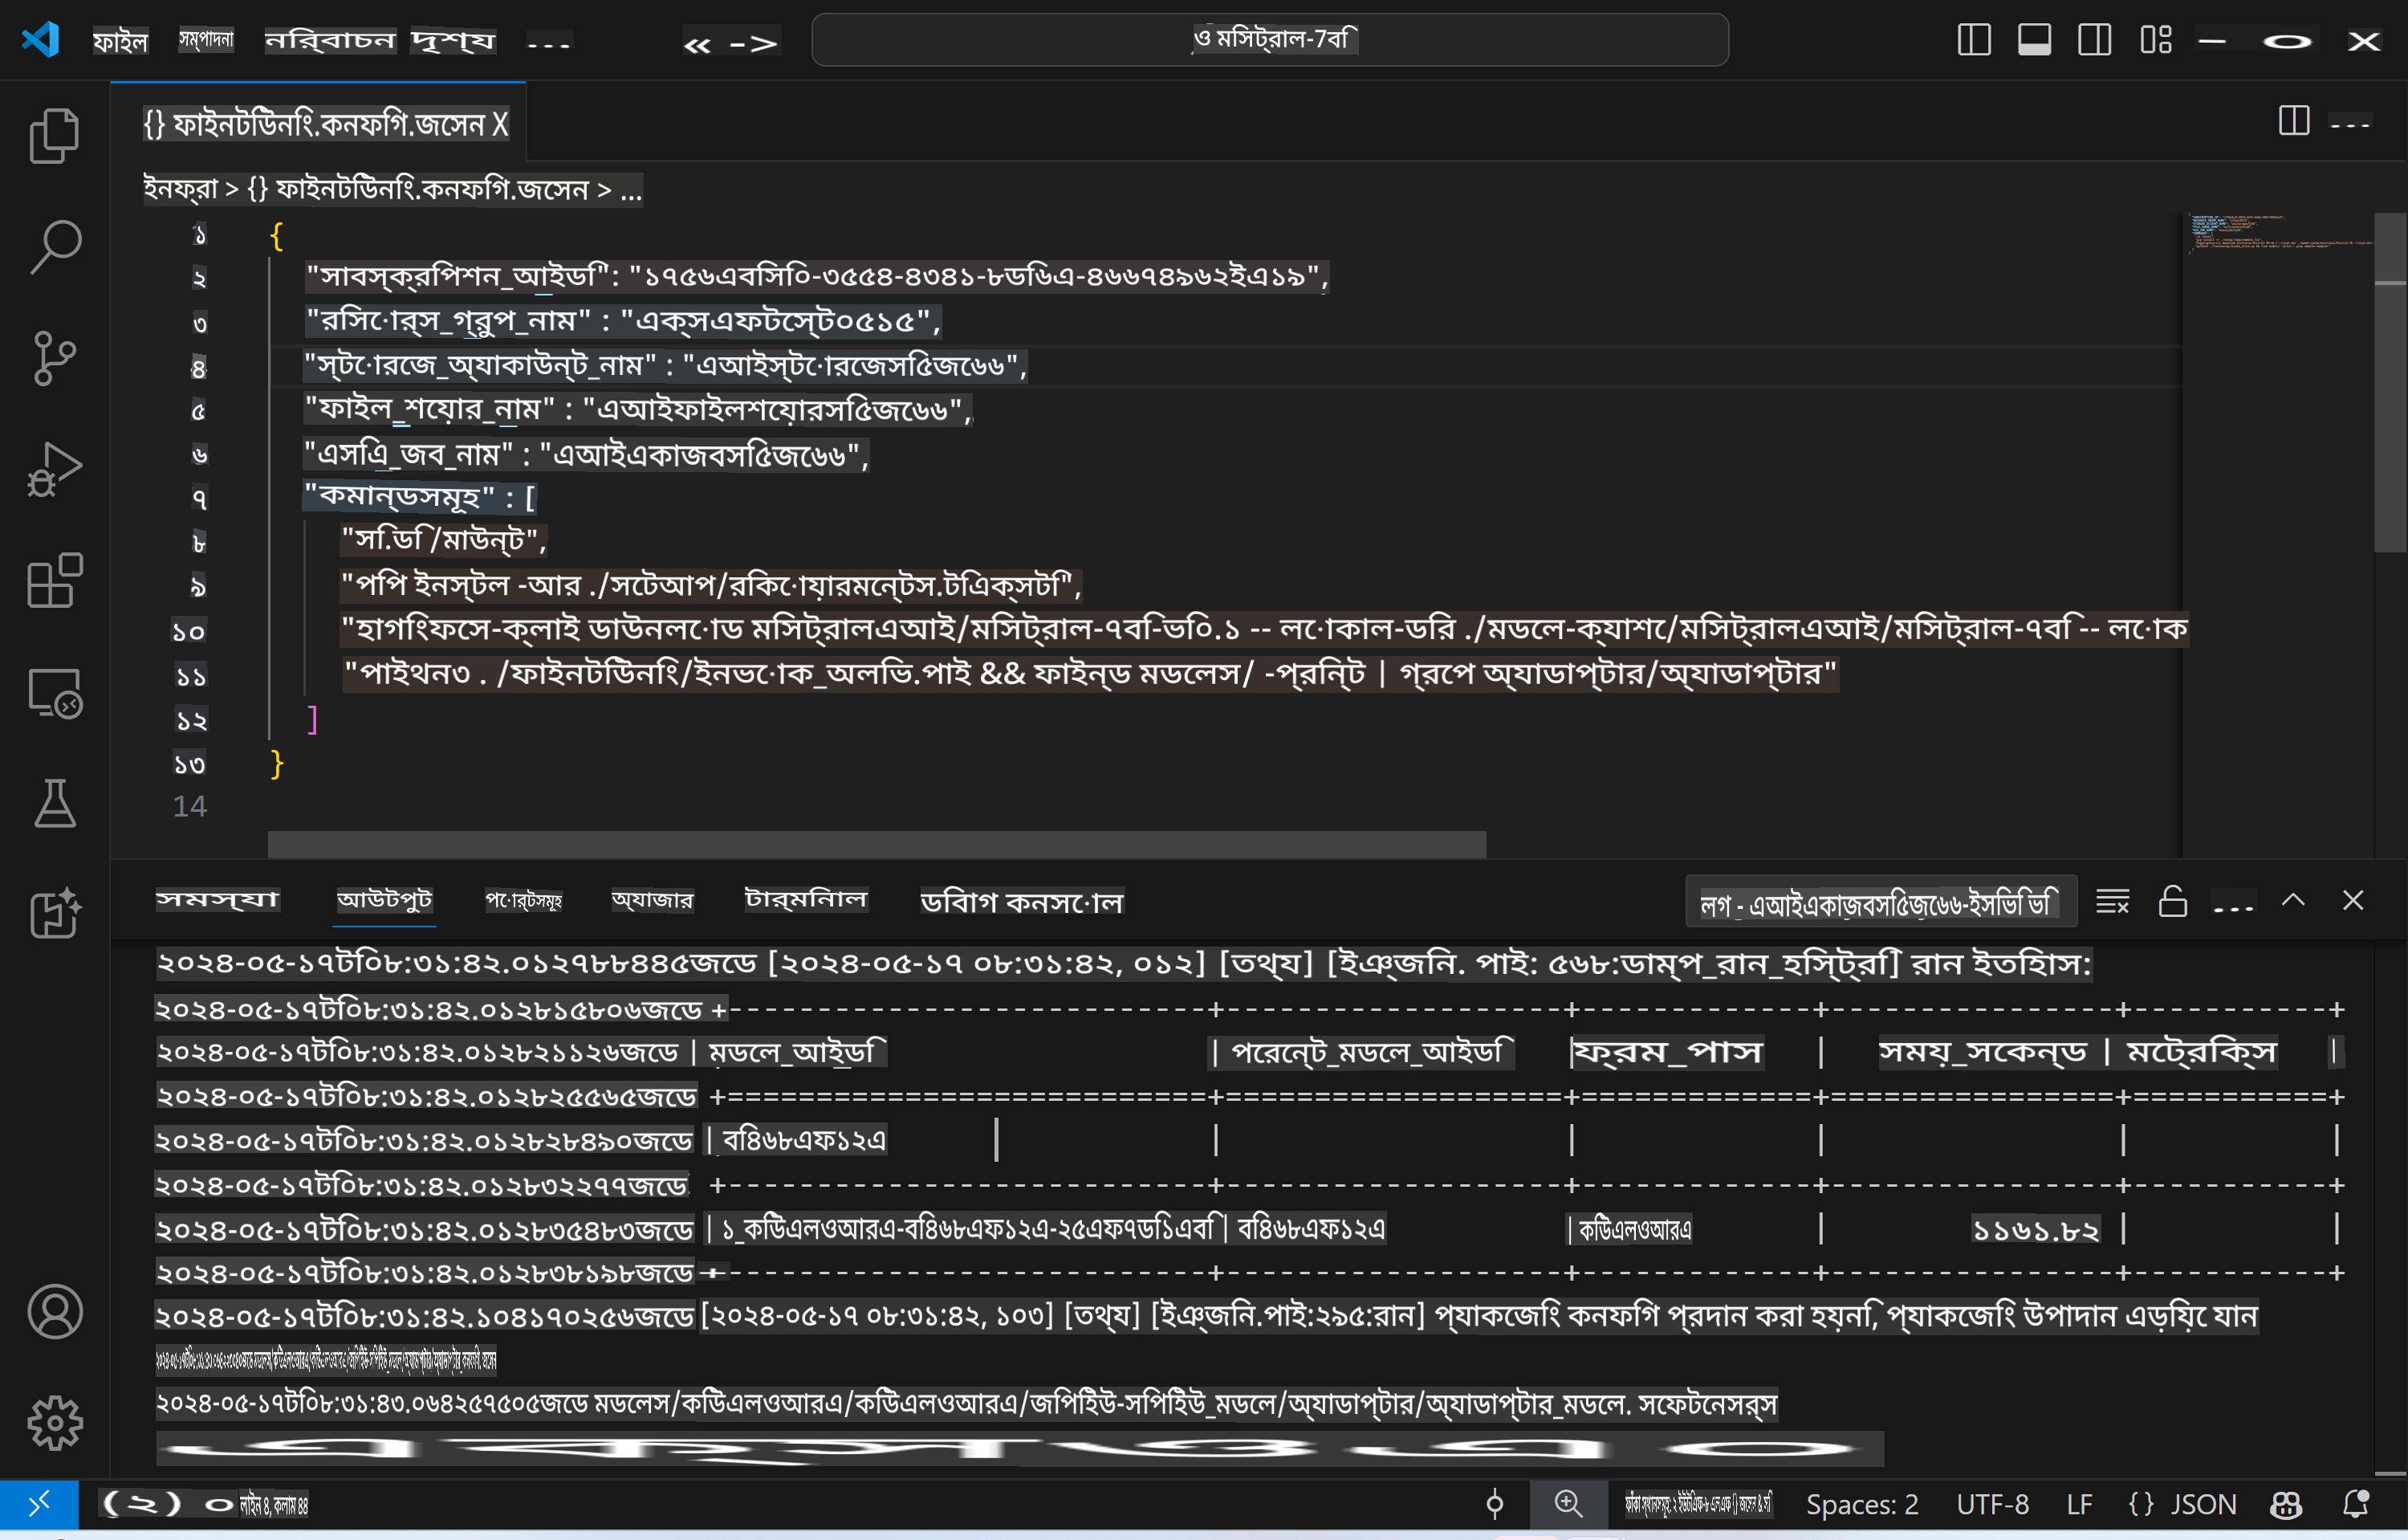 ফাইল সম্পাদনা নির্বাচন দৃশ্য ... « -> ও মিসট্রাল-7বি
{} ফাইনটিউনিং.কনফিগ.জেসন X
ইনফ্রা > {} ফাইনটিউনিং.কনফিগ.জেসন > ...
১ {
২ "সাবস্ক্রিপশন_আইডি": "১৭৫৬এবসি০-৩৫৫৪-৪৩৪১-৮ডি৬এ-৪৬৬৭৪৯৬২ইএ১৯",
৩ "রিসোর্স_গ্রুপ_নাম" : "এক্সএফটেস্ট০৫১৫",
৪ "স্টোরেজ_অ্যাকাউন্ট_নাম" : "এআইস্টোরেজসি৫জে৬৬",
৫ "ফাইল_শেয়ার_নাম" : "এআইফাইলশেয়ারসি৫জে৬৬",
৬ "এসিএ_জব_নাম" : "এআইএকাজবসি৫জে৬৬",
৭ "কমান্ডসমূহ" : [
৮ "সি.ডি /মাউন্ট",
৯ "পিপ ইনস্টল -আর ./সেটআপ/রিকোয়ারমেন্টস.টিএক্সটি",
১০ "হাগিংফেস-ক্লাই ডাউনলোড মিসট্রালএআই/মিসট্রাল-৭বি-ভি০.১ -- লোকাল-ডির ./মডেল-ক্যাশে/মিসট্রালএআই/মিসট্রাল-৭বি -- লোক
১১ "পাইথন৩ . /ফাইনটিউনিং/ইনভোক_অলিভ.পাই && ফাইন্ড মডেলস/ -প্রিন্ট | গ্রেপ অ্যাডাপ্টার/অ্যাডাপ্টার"
১২ ]
১৩ }
14
সমস্যা আউটপুট পোর্টসমূহ অ্যাজার টার্মিনাল ডিবাগ কনসোল লগ - এআইএকাজবসি৫জে৬৬-ইসভিভি ...
২০২৪-০৫-১৭টি০৮:৩১:৪২.০১২৭৮৮৪৪৫জেড [২০২৪-০৫-১৭ ০৮:৩১:৪২, ০১২] [তথ্য] [ইঞ্জিন. পাই: ৫৬৮:ডাম্প_রান_হিস্ট্রি] রান ইতিহাস:
২০২৪-০৫-১৭টি০৮:৩১:৪২.০১২৮১৫৮০৬জেড +---------------------------+-------------------+-------------+----------------+-----------+
২০২৪-০৫-১৭টি০৮:৩১:৪২.০১২৮২১১২৬জেড | মডেল_আইডি | পেরেন্ট_মডেল_আইডি | ফ্রম_পাস | সময়_সেকেন্ড | মেট্রিক্স |
২০২৪-০৫-১৭টি০৮:৩১:৪২.০১২৮২৫৫৬৫জেড +===========================+===================+=============+================+===========+
২০২৪-০৫-১৭টি০৮:৩১:৪২.০১২৮২৮৪৯০জেড | বি৪৬৮এফ১২এ | | | | |
২০২৪-০৫-১৭টি০৮:৩১:৪২.০১২৮৩২২৭৭জেড +---------------------------+-------------------+-------------+----------------+-----------+
২০২৪-০৫-১৭টি০৮:৩১:৪২.০১২৮৩৫৪৮৩জেড | ১_কিউএলওআরএ-বি৪৬৮এফ১২এ-২৫এফ৭ডি১এবি | বি৪৬৮এফ১২এ | কিউএলওআরএ | ১১৬১.৮২ | |
২০২৪-০৫-১৭টি০৮:৩১:৪২.০১২৮৩৮১৯৮জেড +---------------------------+-------------------+-------------+----------------+-----------+
২০২৪-০৫-১৭টি০৮:৩১:৪২.১০৪১৭০২৫৬জেড [২০২৪-০৫-১৭ ০৮:৩১:৪২, ১০৩] [তথ্য] [ইঞ্জিন.পাই:২৯৫:রান] প্যাকেজিং কনফিগ প্রদান করা হয়নি, প্যাকেজিং উপাদান এড়িয়ে যান
২০২৪-০৫-১৭টি০৮:৩১:৪৩.০৬৪২৫৭৫০৫জেড মডেলস/কিউএলওআরএ/কিউএলওআরএ/জিপিইউ-সিপিইউ_মডেল/অ্যাডাপ্টার/অ্যাডাপ্টার_মডেল. সেফটেনসর্স
(২) ০ লাইন ৪, কলাম ৪৪ Spaces: 2 UTF-8 LF {} JSON